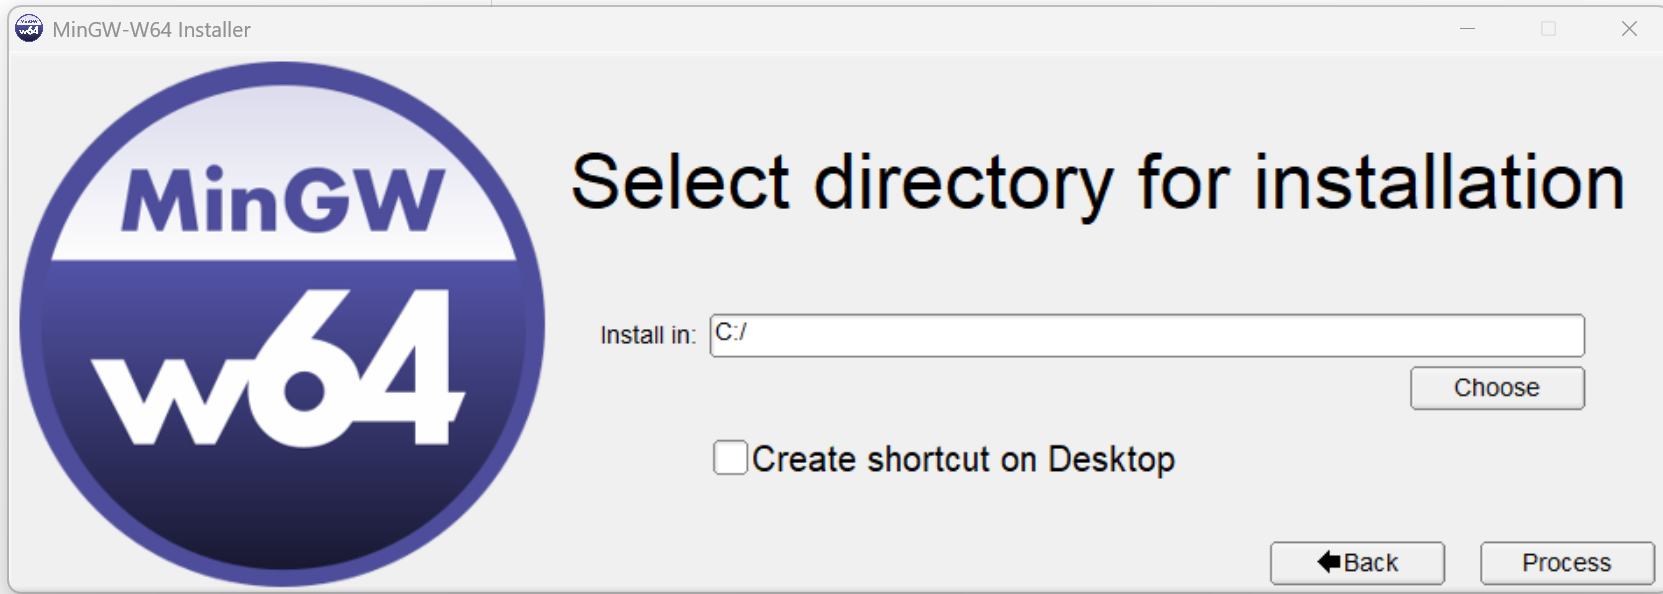 MinGW-W64 Installer
MinGW
w64
Select directory for installation
Install in: C:/
Choose
Create shortcut on Desktop
Back
Process